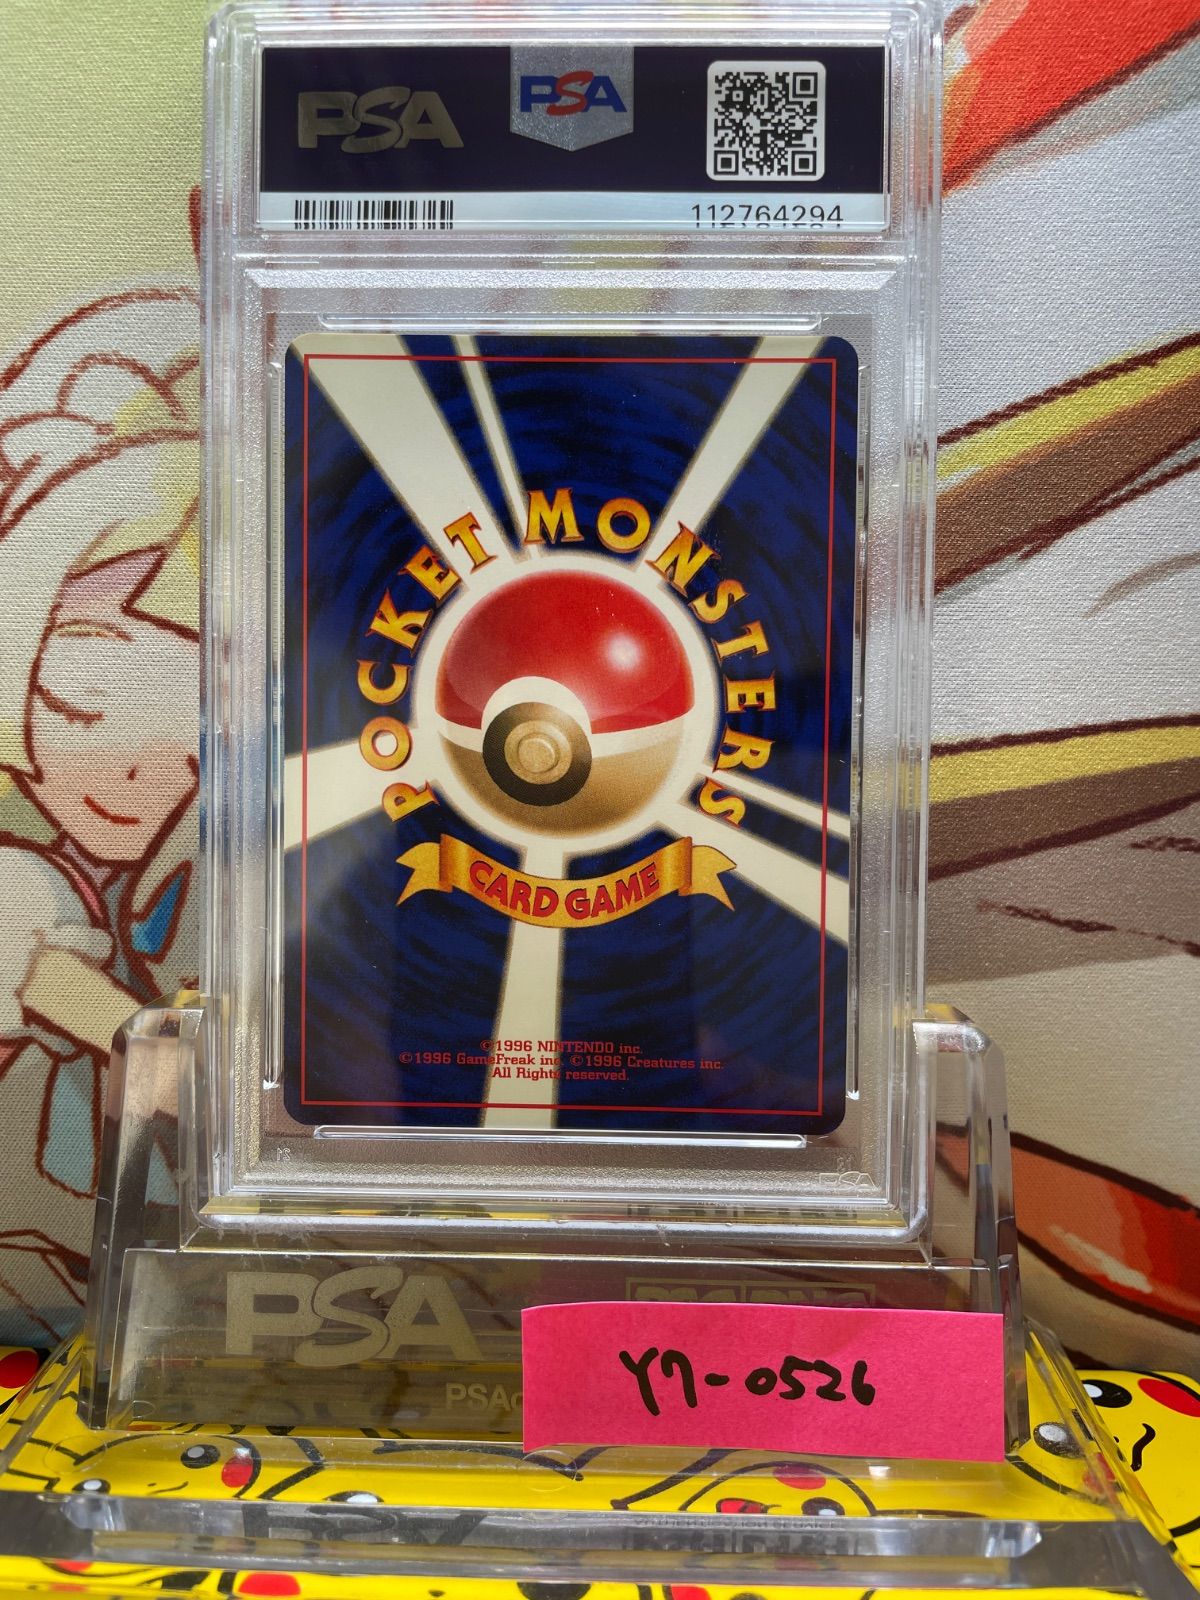 PSA PSA
112764294
POCKET MONSTERS
CARD GAME
©1996 NINTENDO inc.
©1996 GameFreak inc. ©1996 Creatures inc.
All Rights reserved.
PSA
PSA
Y7-0526